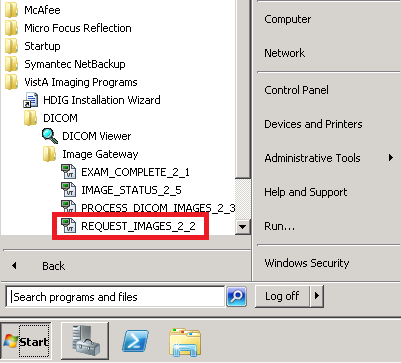 McAfee
Micro Focus Reflection
Startup
Symantec NetBackup
VistA Imaging Programs
HDIG Installation Wizard
DICOM
DICOM Viewer
Image Gateway
EXAM_COMPLETE_2_1
IMAGE_STATUS_2_5
PROCESS_DICOM_IMAGES_2_3
REQUEST_IMAGES_2_2
Back
Search programs and files
Computer
Network
Control Panel
Devices and Printers
Administrative Tools
Help and Support
Run...
Windows Security
Log off
Start